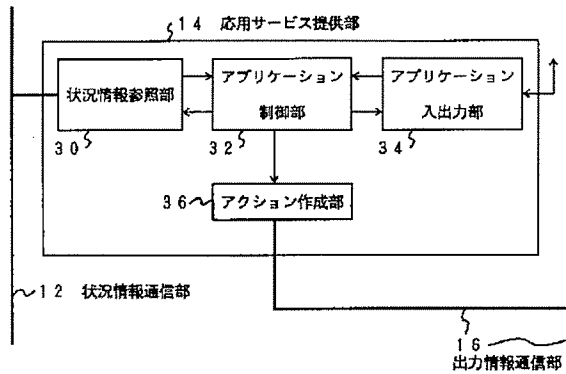 14 応用サービス提供部
状況情報参照部
アプリケーション
制御部
アプリケーション
入出力部
30
32
34
36
アクション作成部
12 状況情報通信部
16
出力情報通信部